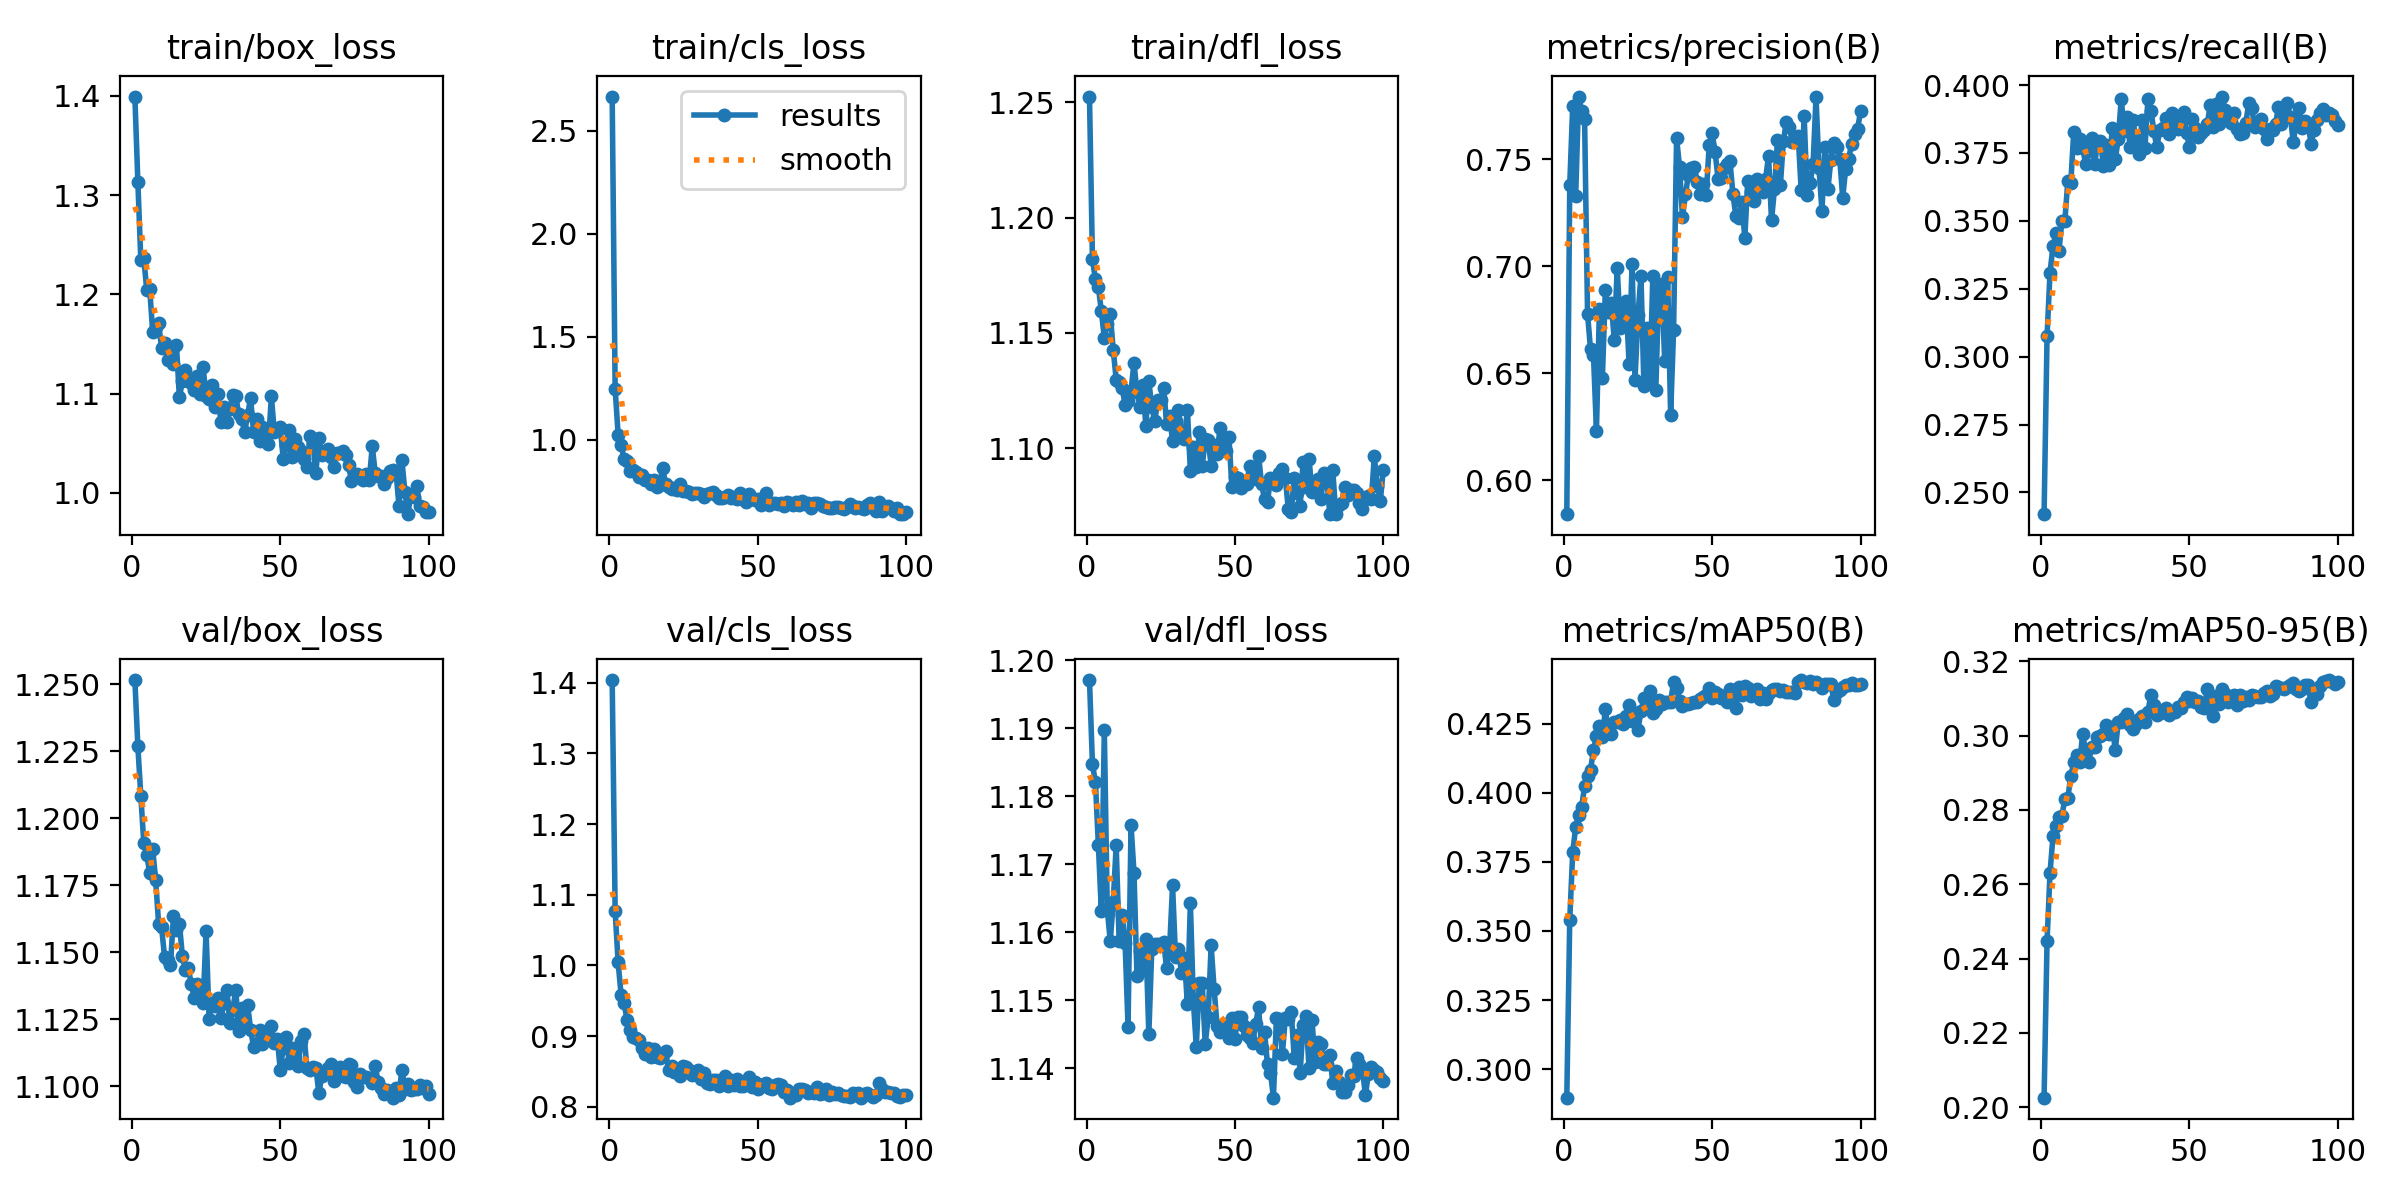 train/box_loss
1.4
1.3
1.2
1.1
1.0
0 50 100
train/cls_loss
results
smooth
2.5
2.0
1.5
1.0
0 50 100
train/dfl_loss
1.25
1.20
1.15
1.10
0 50 100
metrics/precision(B)
0.75
0.70
0.65
0.60
0 50 100
metrics/recall(B)
0.400
0.375
0.350
0.325
0.300
0.275
0.250
0 50 100
val/box_loss
1.250
1.225
1.200
1.175
1.150
1.125
1.100
0 50 100
val/cls_loss
1.4
1.3
1.2
1.1
1.0
0.9
0.8
0 50 100
val/dfl_loss
1.20
1.19
1.18
1.17
1.16
1.15
1.14
0 50 100
metrics/mAP50(B)
0.425
0.400
0.375
0.350
0.325
0.300
0 50 100
metrics/mAP50-95(B)
0.32
0.30
0.28
0.26
0.24
0.22
0.20
0 50 100